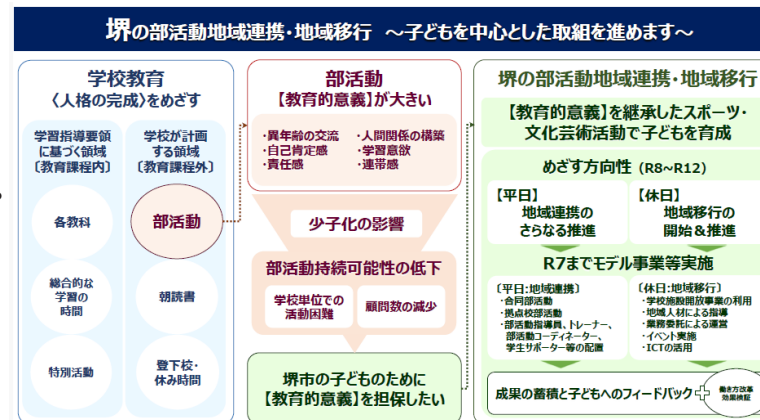 堺の部活動地域連携・地域移行　～子どもを中心とした取組を進めます～
学校教育
〈人格の完成〉をめざす
学習指導要領
に基づく領域
〔教育課程内〕
各教科
総合的な
学習の
時間
特別活動
学校が計画
する領域
〔教育課程外〕
部活動
朝読書
登下校・
休み時間
部活動
【教育的意義】が大きい
・異年齢の交流
・自己肯定感
・責任感
・人間関係の構築
・学習意欲
・連帯感
少子化の影響
部活動持続可能性の低下
学校単位での
活動困難
顧問数の減少
堺市の子どものために
【教育的意義】を担保したい
堺の部活動地域連携・地域移行
【教育的意義】を継承したスポーツ・
文化芸術活動で子どもを育成
めざす方向性（R8~R12）
【平日】
地域連携の
さらなる推進
【休日】
地域移行の
開始＆推進
R7までモデル事業等実施
〔平日:地域連携〕
・合同部活動
・拠点校部活動
・部活動指導員、トレーナー、
部活動コーディネーター、
学生サポーター等の配置
〔休日:地域移行〕
・学校施設開放事業の利用
・地域人材による指導
・業務委託による運営
・イベント実施
・ICTの活用
成果の蓄積と子どもへのフィードバック
働き方改革
効果検証